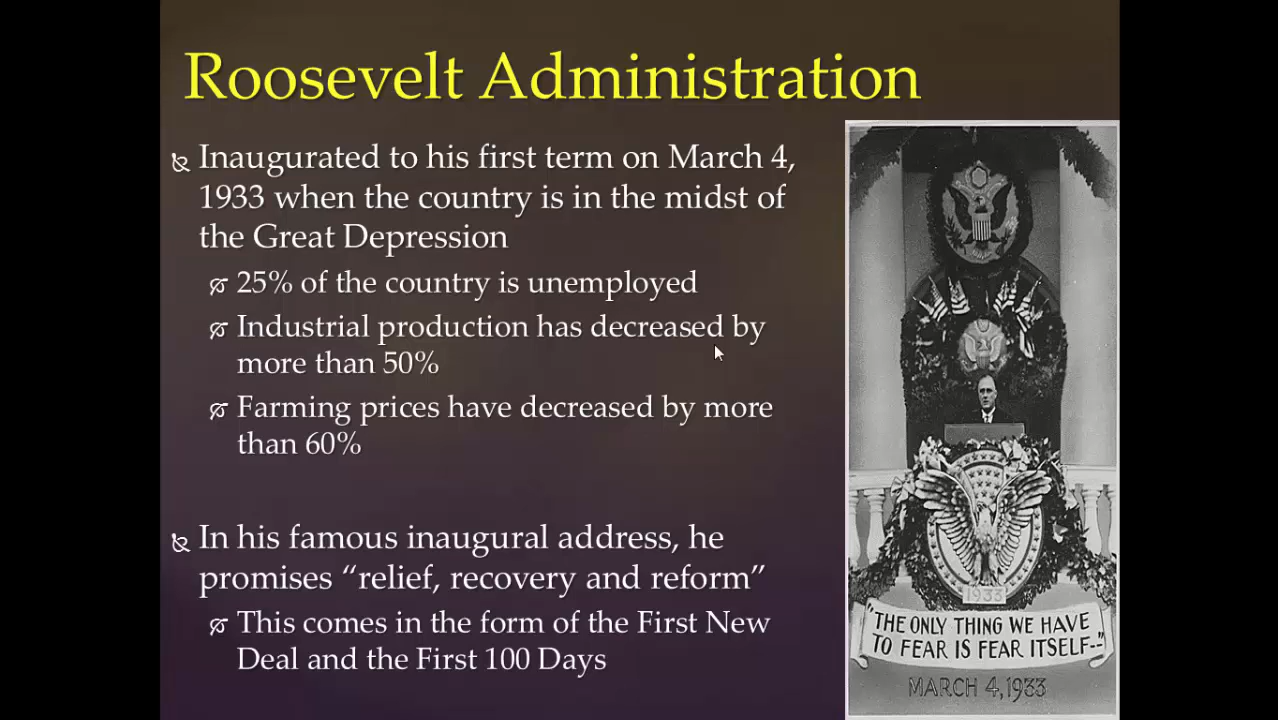 Roosevelt Administration
Inaugurated to his first term on March 4,
1933 when the country is in the midst of
the Great Depression
25% of the country is unemployed
Industrial production has decreased by
more than 50%
Farming prices have decreased by more
than 60%
In his famous inaugural address, he
promises “relief, recovery and reform”
This comes in the form of the First New
Deal and the First 100 Days
1933
"THE ONLY THING WE HAVE
TO FEAR IS FEAR ITSELF--"
MARCH 4, 1933